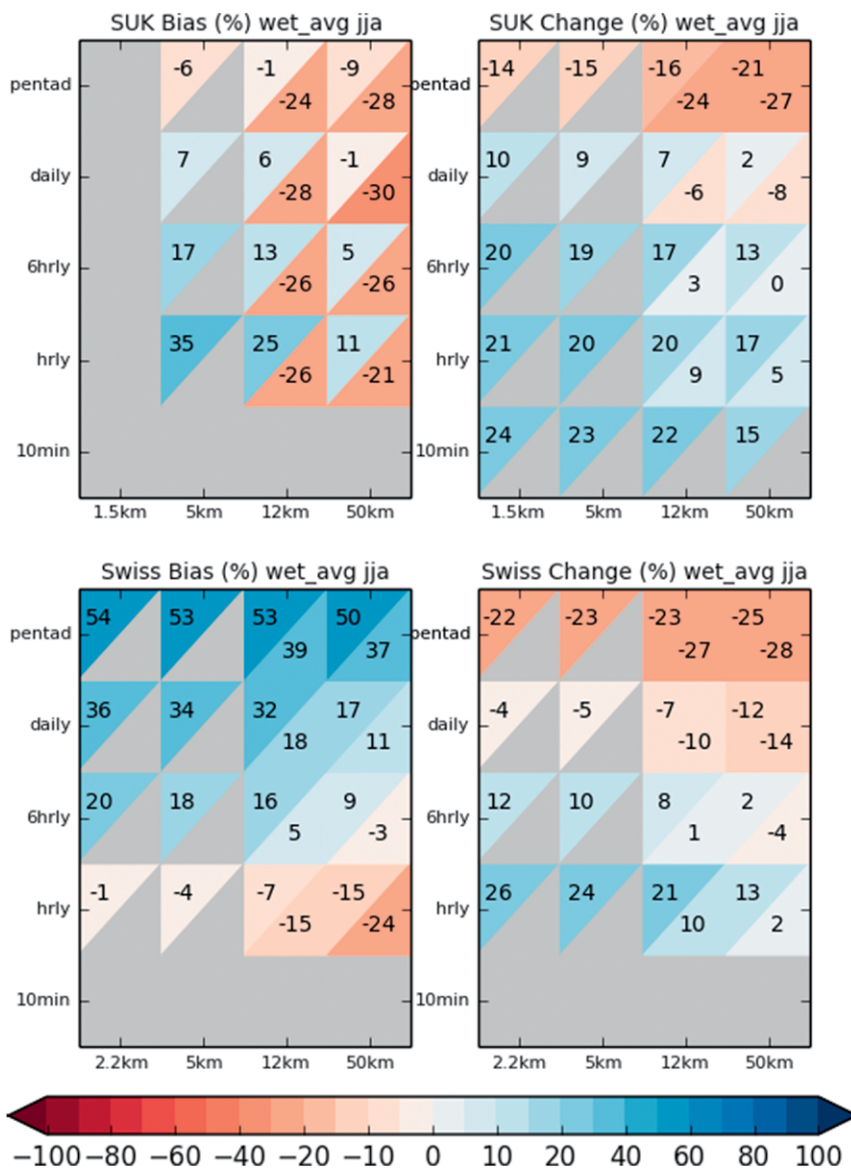 SUK Bias (%) wet_avg jja
SUK Change (%) wet_avg jja
pentad -6 -1 -9
-24 -28
pentad -14 -15 -16 -21
-24 -27
daily 7 6 -1
-28 -30
daily 10 9 7 2
-6 -8
6hrly 17 13 5
-26 -26
6hrly 20 19 17 13
3 0
hrly 35 25 11
-26 -21
hrly 21 20 20 17
9 5
10min
10min 24 23 22 15
1.5km 5km 12km 50km
1.5km 5km 12km 50km
Swiss Bias (%) wet_avg jja
Swiss Change (%) wet_avg jja
pentad 54 53 53 50
39 37
pentad -22 -23 -23 -25
-27 -28
daily 36 34 32 17
18 11
daily -4 -5 -7 -12
-10 -14
6hrly 20 18 16 9
5 -3
6hrly 12 10 8 2
1 -4
hrly -1 -4 -7 -15
-15 -24
hrly 26 24 21 13
10 2
10min
10min
2.2km 5km 12km 50km
2.2km 5km 12km 50km
−100 −80 −60 −40 −20 −10 0 10 20 40 60 80 100